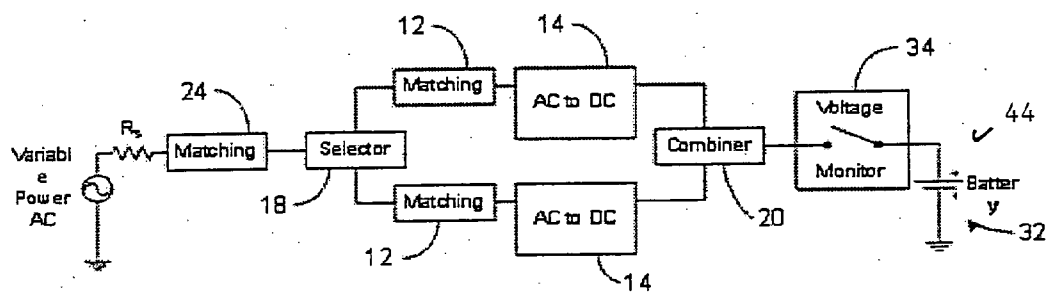 12
14
34
24
Matching
AC to DC
Voltage
44
Rs
Variabl
e
Power
AC
Matching
Selector
Combiner
Monitor
Batter
y
18
Matching
AC to DC
20
32
12
14